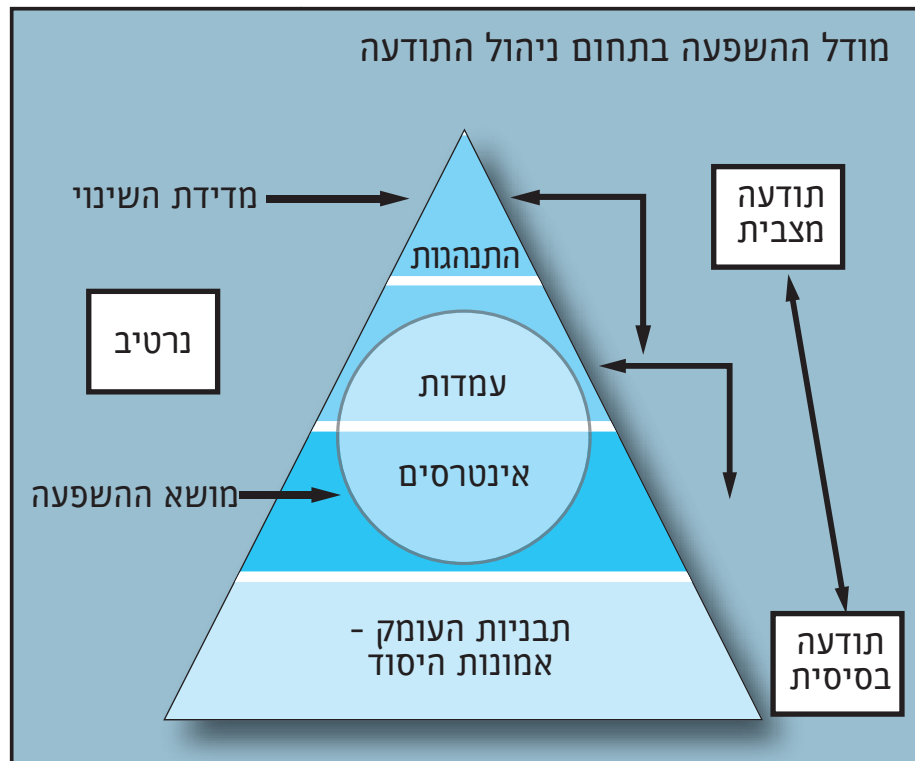 מודל ההשפעה בתחום ניהול התודעה
מדידת השינוי
תודעה
מצבית
התנהגות
נרטיב
עמדות
אינטרסים
מושא ההשפעה
תבניות העומק -
אמונות היסוד
תודעה
בסיסית